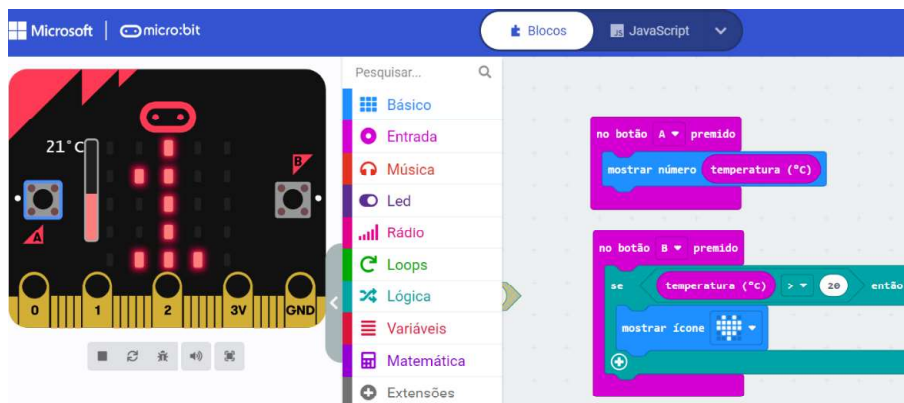 Microsoft micro:bit Blocos JS JavaScript
Pesquisar...
Básico
Entrada
Música
Led
Rádio
Loops
Lógica
Variáveis
Matemática
Extensões
21°C
B
A
0 1 2 3V GND
no botão A premido
mostrar número temperatura (°C)
no botão B premido
se temperatura (°C) > 20 então
mostrar ícone